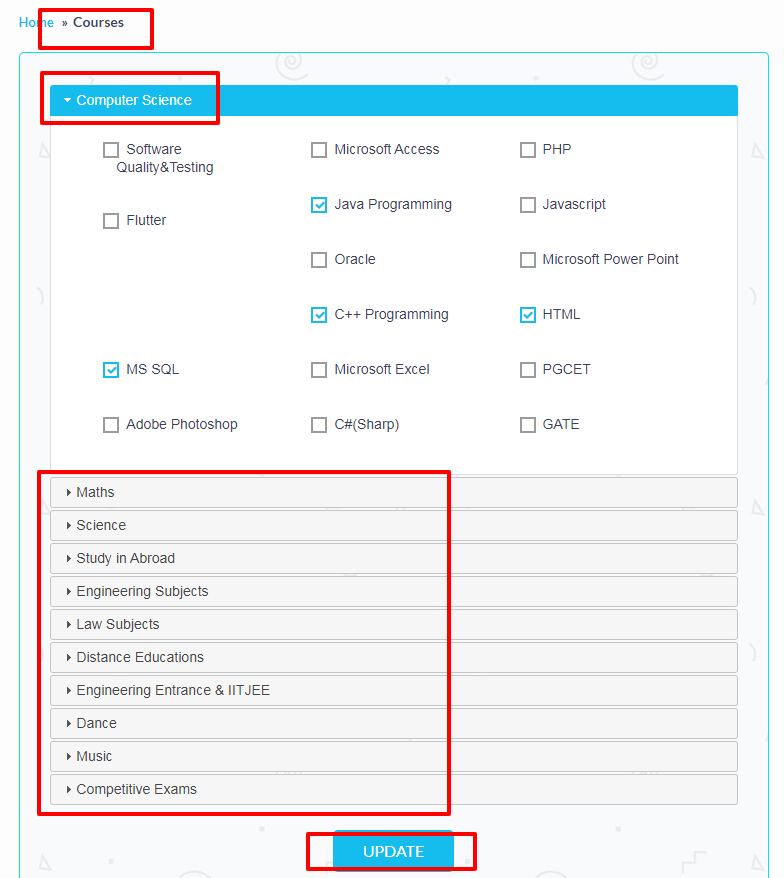 Home » Courses
Computer Science
Software Microsoft Access PHP
Quality&Testing
Java Programming Javascript
Flutter
Oracle Microsoft Power Point
C++ Programming HTML
MS SQL Microsoft Excel PGCET
Adobe Photoshop C#(Sharp) GATE
Maths
Science
Study in Abroad
Engineering Subjects
Law Subjects
Distance Educations
Engineering Entrance & IITJEE
Dance
Music
Competitive Exams
UPDATE